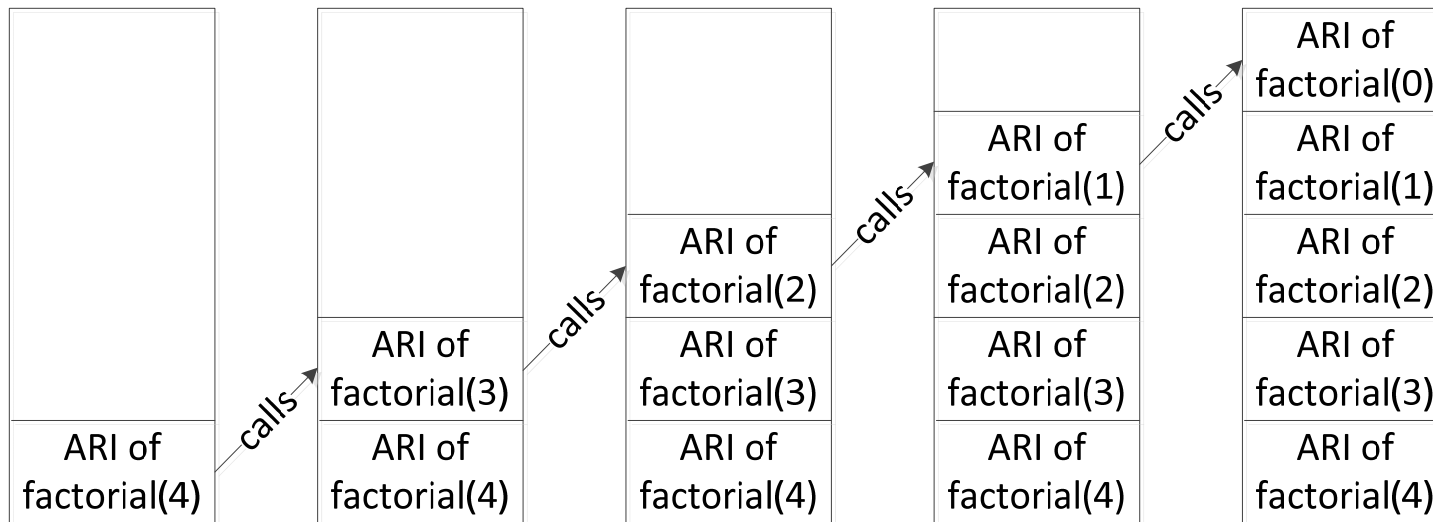 ARI of
factorial(4)
calls
ARI of
factorial(3)
ARI of
factorial(4)
calls
ARI of
factorial(2)
ARI of
factorial(3)
ARI of
factorial(4)
calls
ARI of
factorial(1)
ARI of
factorial(2)
ARI of
factorial(3)
ARI of
factorial(4)
calls
ARI of
factorial(0)
ARI of
factorial(1)
ARI of
factorial(2)
ARI of
factorial(3)
ARI of
factorial(4)